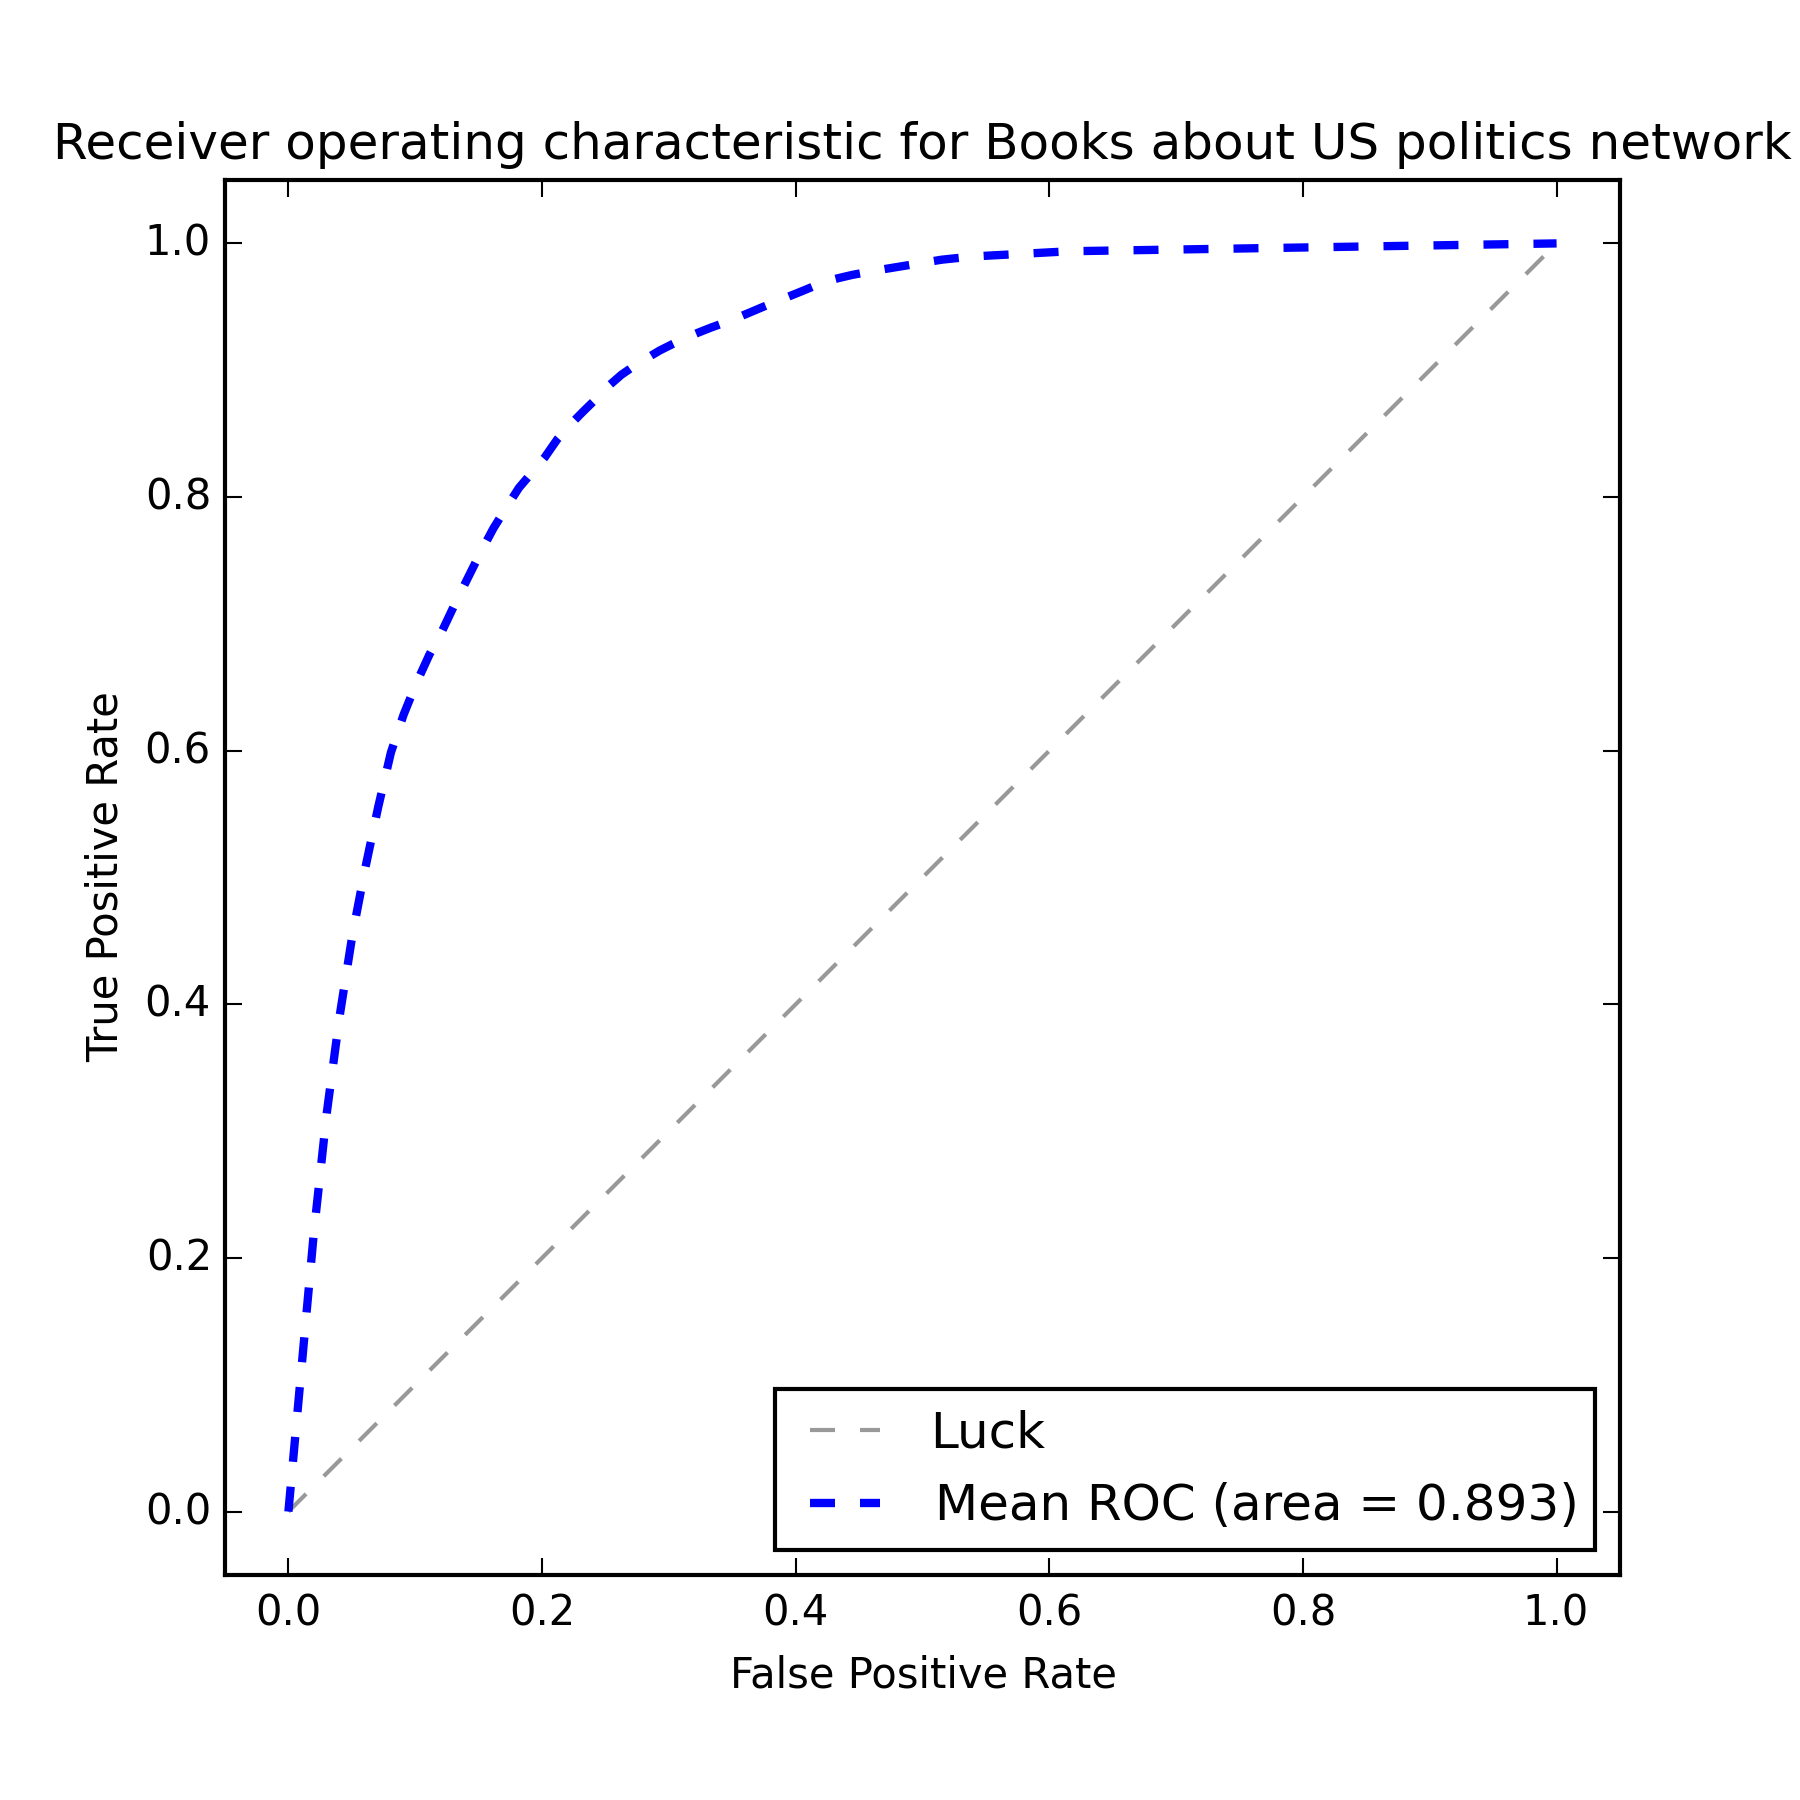 Receiver operating characteristic for Books about US politics network
1.0
0.8
0.6
0.4
0.2
0.0
True Positive Rate
Luck
Mean ROC (area = 0.893)
0.0 0.2 0.4 0.6 0.8 1.0
False Positive Rate